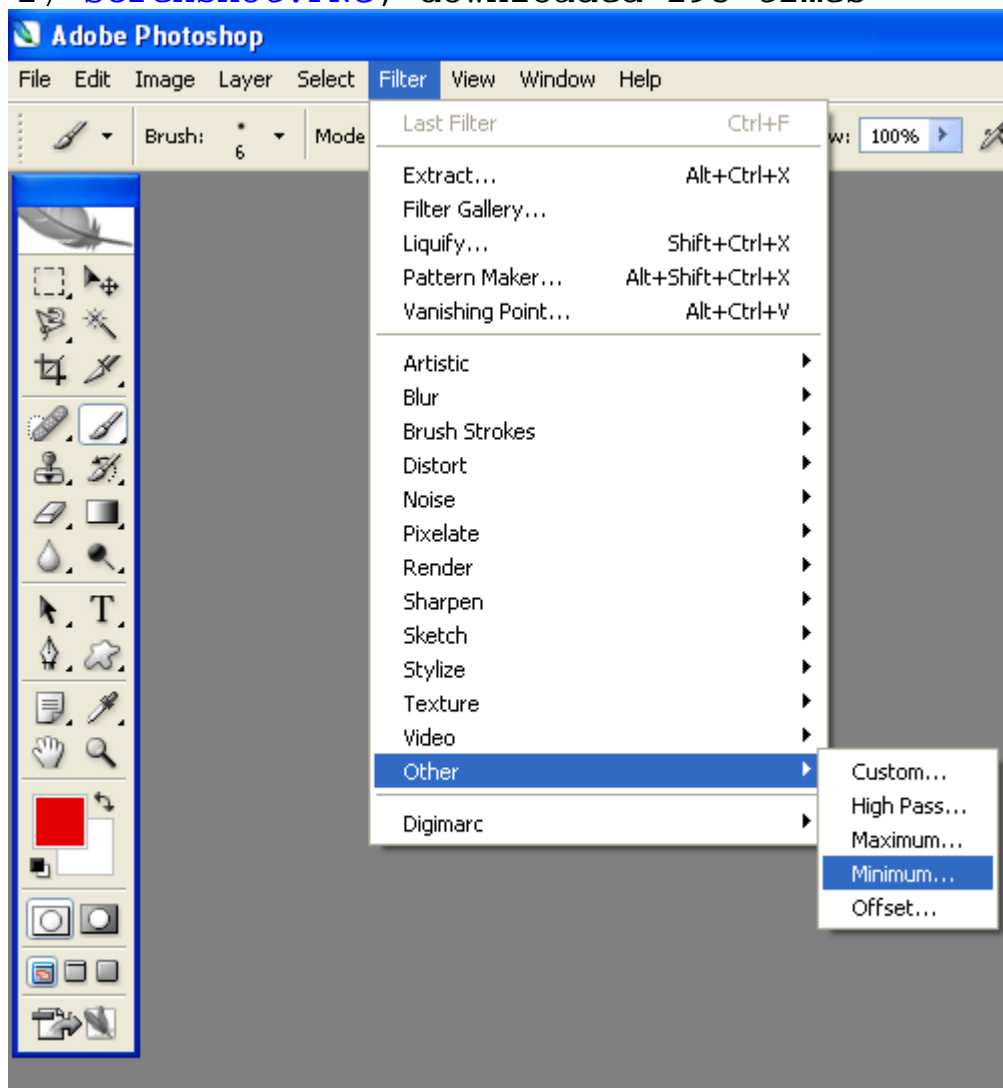 Adobe Photoshop
File Edit Image Layer Select Filter View Window Help
Brush: 6 Mode w: 100%
Last Filter Ctrl+F
Extract... Alt+Ctrl+X
Filter Gallery...
Liquify... Shift+Ctrl+X
Pattern Maker... Alt+Shift+Ctrl+X
Vanishing Point... Alt+Ctrl+V
Artistic
Blur
Brush Strokes
Distort
Noise
Pixelate
Render
Sharpen
Sketch
Stylize
Texture
Video
Other
Digimarc
Custom...
High Pass...
Maximum...
Minimum...
Offset...
T